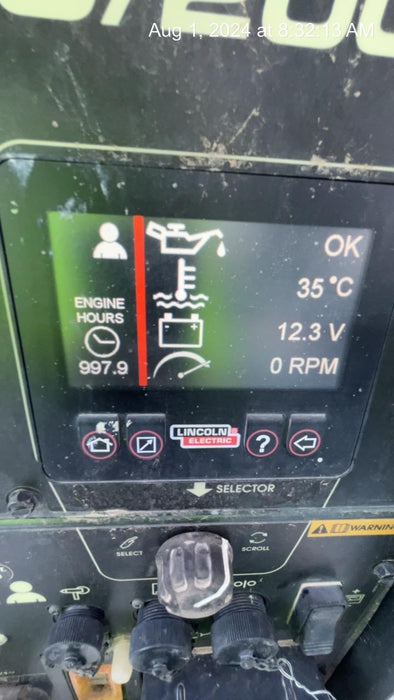 Aug 1, 2024 at 8:32:13 AM
OK
35 °C
ENGINE
HOURS
12.3 V
997.9
0 RPM
LINCOLN
ELECTRIC
?
SELECTOR
WARNING
SELECT
SCROLL